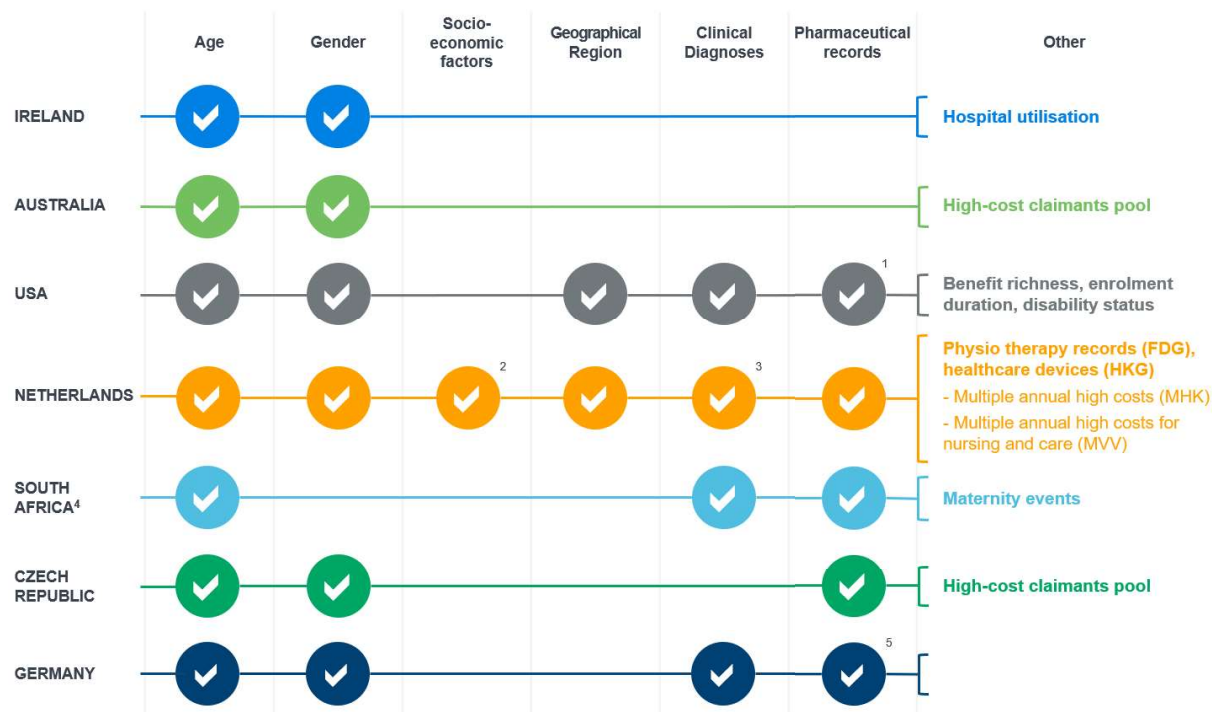 Age
Gender
Socio-
economic
factors
Geographical
Region
Clinical
Diagnoses
Pharmaceutical
records
Other
IRELAND
Hospital utilisation
AUSTRALIA
High-cost claimants pool
USA
1
Benefit richness, enrolment
duration, disability status
NETHERLANDS
2
3
Physio therapy records (FDG),
healthcare devices (HKG)
- Multiple annual high costs (MHK)
- Multiple annual high costs for
nursing and care (MVV)
SOUTH
AFRICA⁴
Maternity events
CZECH
REPUBLIC
High-cost claimants pool
GERMANY
5